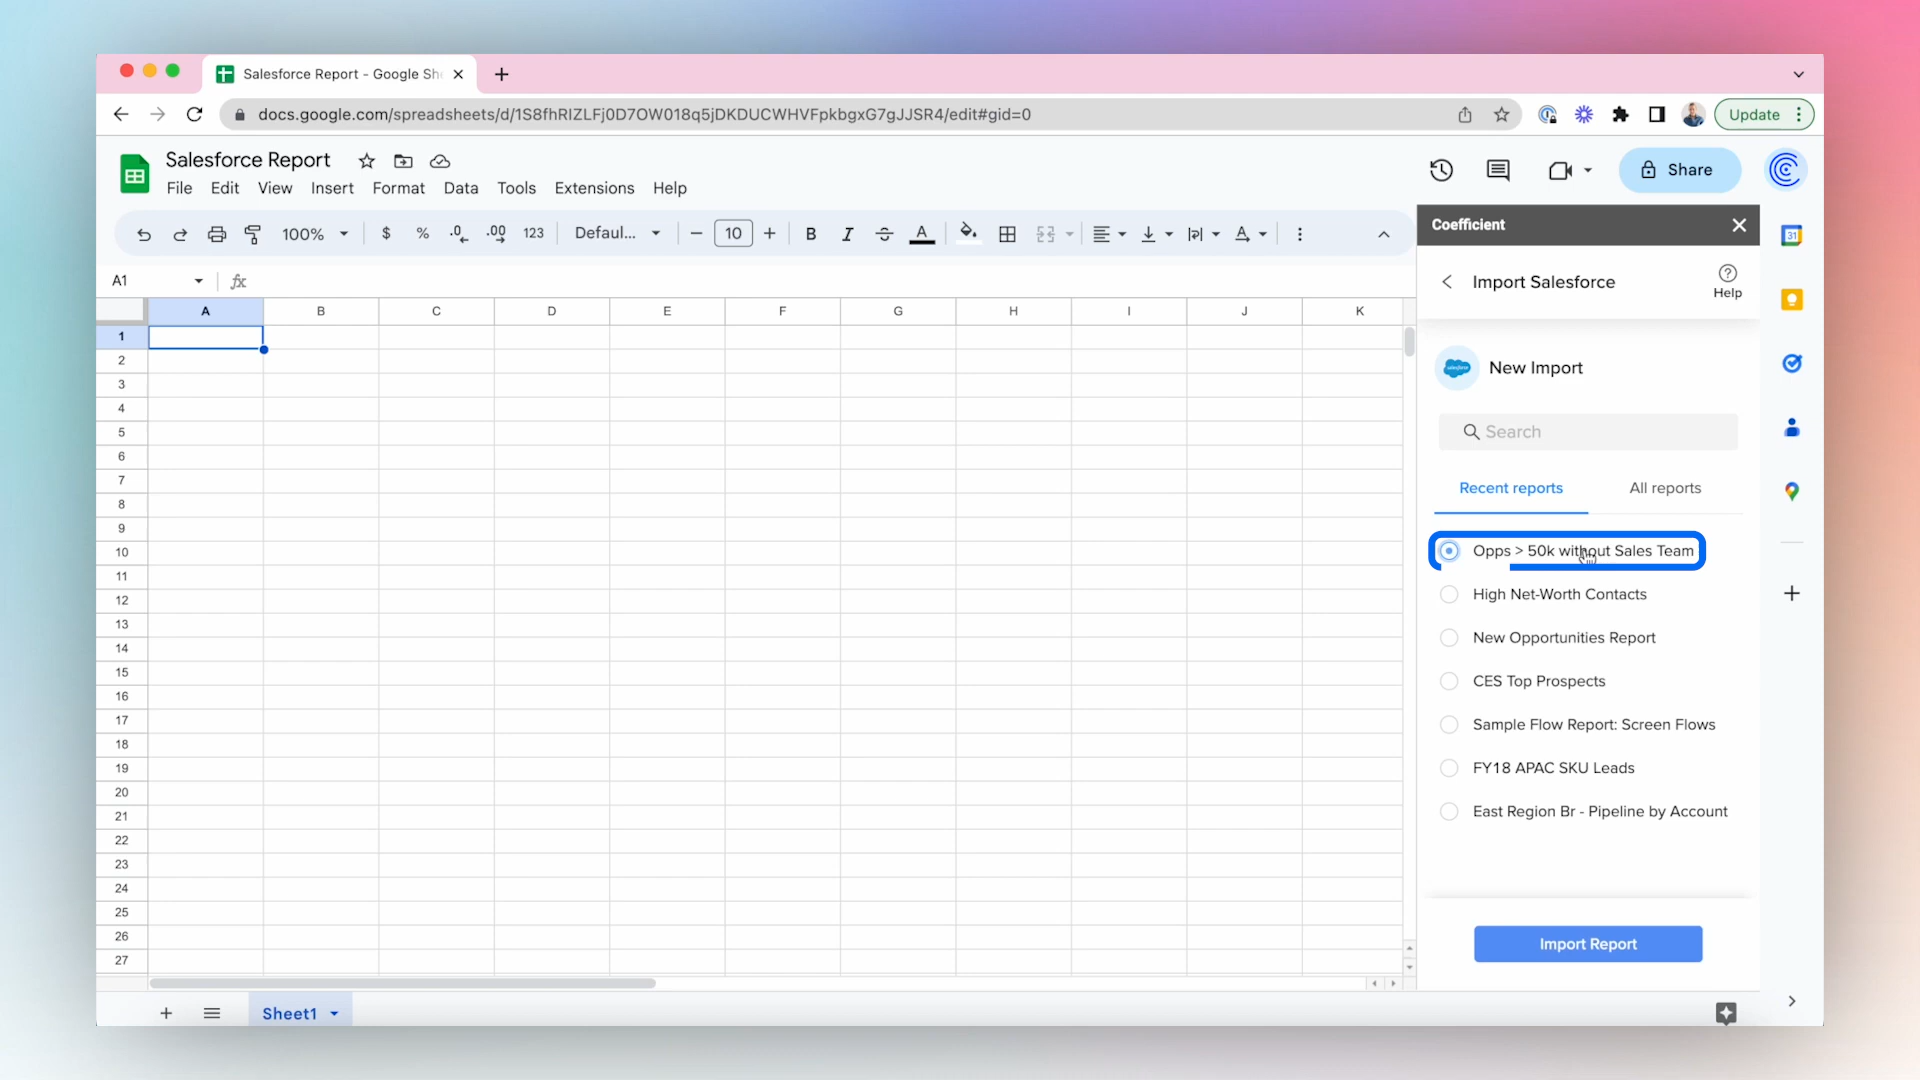 Salesforce Report - Google She
docs.google.com/spreadsheets/d/1S8fhRIZLFj0D7OW018q5jDKDUCWHVFpkbgxG7gJJSR4/edit#gid=0
Update
Salesforce Report
File Edit View Insert Format Data Tools Extensions Help
Share
100% $ % .0 .00 123 Defaul... 10 B I S A
Coefficient
A1 fx
Import Salesforce
Help
A B C D E F G H I J K
1
2
3
4
5
6
7
8
9
10
11
12
13
14
15
16
17
18
19
20
21
22
23
24
25
26
27
31
salesforce
New Import
Search
Recent reports All reports
Opps > 50k without Sales Team
High Net-Worth Contacts
New Opportunities Report
CES Top Prospects
Sample Flow Report: Screen Flows
FY18 APAC SKU Leads
East Region Br - Pipeline by Account
Import Report
Sheet1